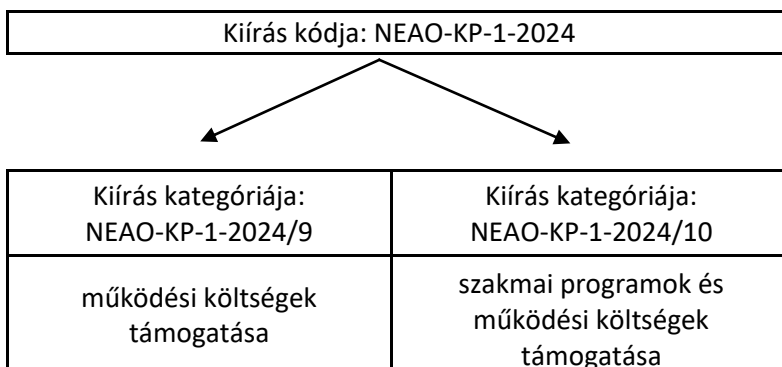 Kiírás kódja: NEAO-KP-1-2024
Kiírás kategóriája:
NEAO-KP-1-2024/9
Kiírás kategóriája:
NEAO-KP-1-2024/10
működési költségek
támogatása
szakmai programok és
működési költségek
támogatása